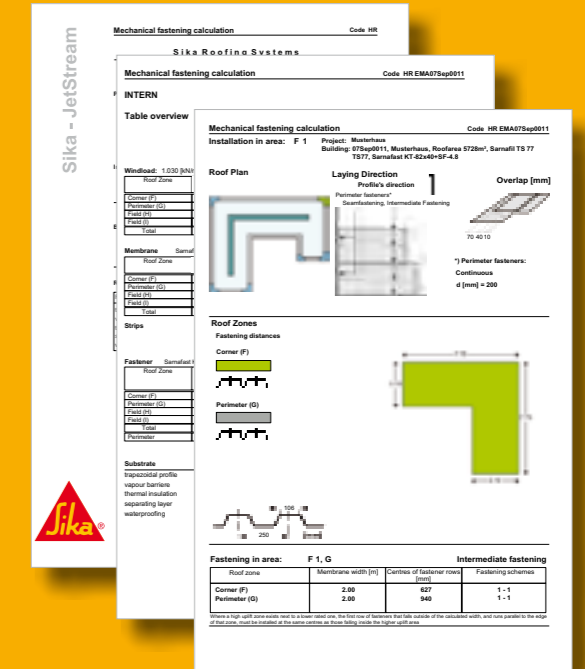 Sika - JetStream
Mechanical fastening calculation Code HR
Sika Roofing Systems
Mechanical fastening calculation Code HR EMA07Sep0011
INTERN
Table overview
Windload: 1.030
Roof Zone
Corner (F)
Perimeter (G)
Field (H)
Field (I)
Total
Membrane
Roof Zone
Corner (F)
Perimeter (G)
Field (H)
Field (I)
Total
Strips
Fastener
Roof Zone
Corner (F)
Perimeter (G)
Field (H)
Field (I)
Total
Perimeter
Substrate
trapezoidal profile
vapour barriere
thermal insulation
separating layer
waterproofing
Sika®
Mechanical fastening calculation Code HR EMA07Sep0011
Installation in area: F 1 Project: Musterhaus
Building: 07Sep0011, Musterhaus, Roofarea 5728m², Sarnafil TS 77
TS77, Sarnafast KT-82x40+SF-4.8
Roof Plan Laying Direction Overlap [mm]
Profile's direction
Perimeter fasteners*
Seamfastening, Intermediate Fastening
70 40 10
*) Perimeter fasteners:
Continuous
d [mm] = 200
Roof Zones
Fastening distances
Corner (F)
Perimeter (G)
106
250
Fastening in area: F 1, G Intermediate fastening
Roof zone Membrane width [m] Centres of fastener rows [mm] Fastening schemes
Corner (F) 2.00 627 1 - 1
Perimeter (G) 2.00 940 1 - 1
Where a high uplift zone exists next to a lower rated one, the first row of fasteners that falls outside of the calculated width, and runs parallel to the edge
of that zone, must be installed at the same centres as those falling inside the higher uplift area